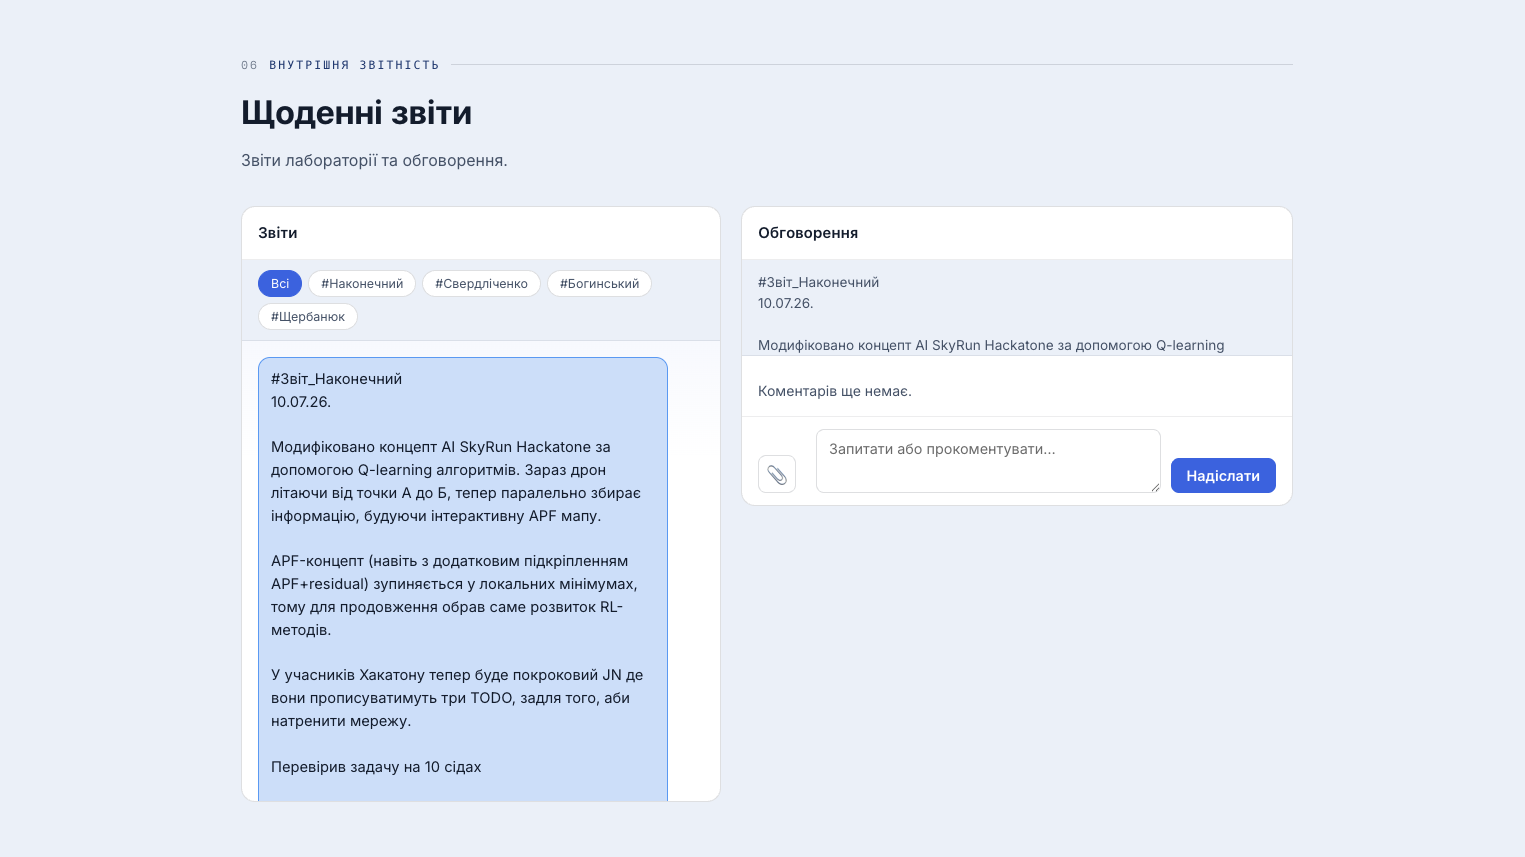 06 ВНУТРІШНЯ ЗВІТНІСТЬ
Щоденні звіти
Звіти лабораторії та обговорення.
Звіти
Всі #Наконечний #Свердліченко #Богинський
#Щербанюк
#Звіт_Наконечний
10.07.26.
Модифіковано концепт AI SkyRun Hackatone за
допомогою Q-learning алгоритмів. Зараз дрон
літаючи від точки А до Б, тепер паралельно збирає
інформацію, будуючи інтерактивну APF мапу.
APF-концепт (навіть з додатковим підкріпленням
APF+residual) зупиняється у локальних мінімумах,
тому для продовження обрав саме розвиток RL-
методів.
У учасників Хакатону тепер буде покроковий JN де
вони прописуватимуть три TODO, задля того, аби
натренити мережу.
Перевірив задачу на 10 сідах
Обговорення
#Звіт_Наконечний
10.07.26.
Модифіковано концепт AI SkyRun Hackatone за допомогою Q-learning
Коментарів ще немає.
Запитати або прокоментувати...
Надіслати